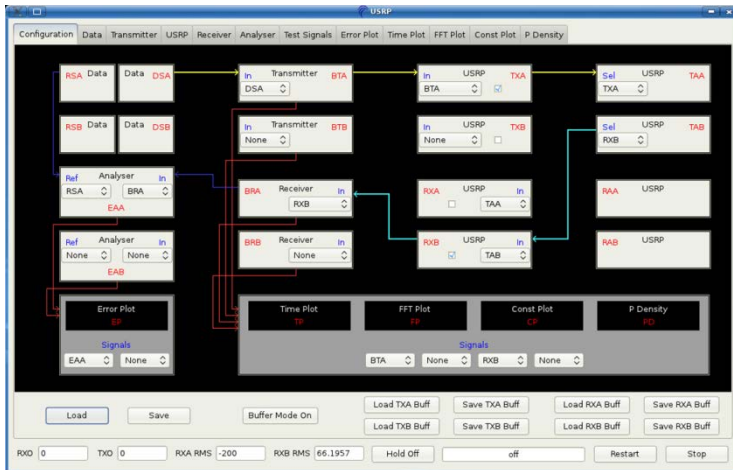 USRP
Configuration Data Transmitter USRP Receiver Analyser Test Signals Error Plot Time Plot FFT Plot Const Plot P Density
RSA Data Data DSA In Transmitter BTA In USRP TXA Sel USRP TAA
DSA BTA TXA
RSB Data Data DSB In Transmitter BTB In USRP TXB Sel USRP TAB
None None RXB
Ref Analyser In BRA Receiver In RXA USRP In RAA USRP
RSA BRA RXB TAA
EAA
Ref Analyser In BRB Receiver In RXB USRP In RAB USRP
None None None TAB
EAB
Error Plot Time Plot FFT Plot Const Plot P Density
EP TP FP CP PD
Signals Signals
EAA None BTA None RXB None
Load Save Buffer Mode On Load TXA Buff Save TXA Buff Load RXA Buff Save RXA Buff
Load TXB Buff Save TXB Buff Load RXB Buff Save RXB Buff
RXO 0 TXO 0 RXA RMS -200 RXB RMS 66.1957 Hold Off off Restart Stop